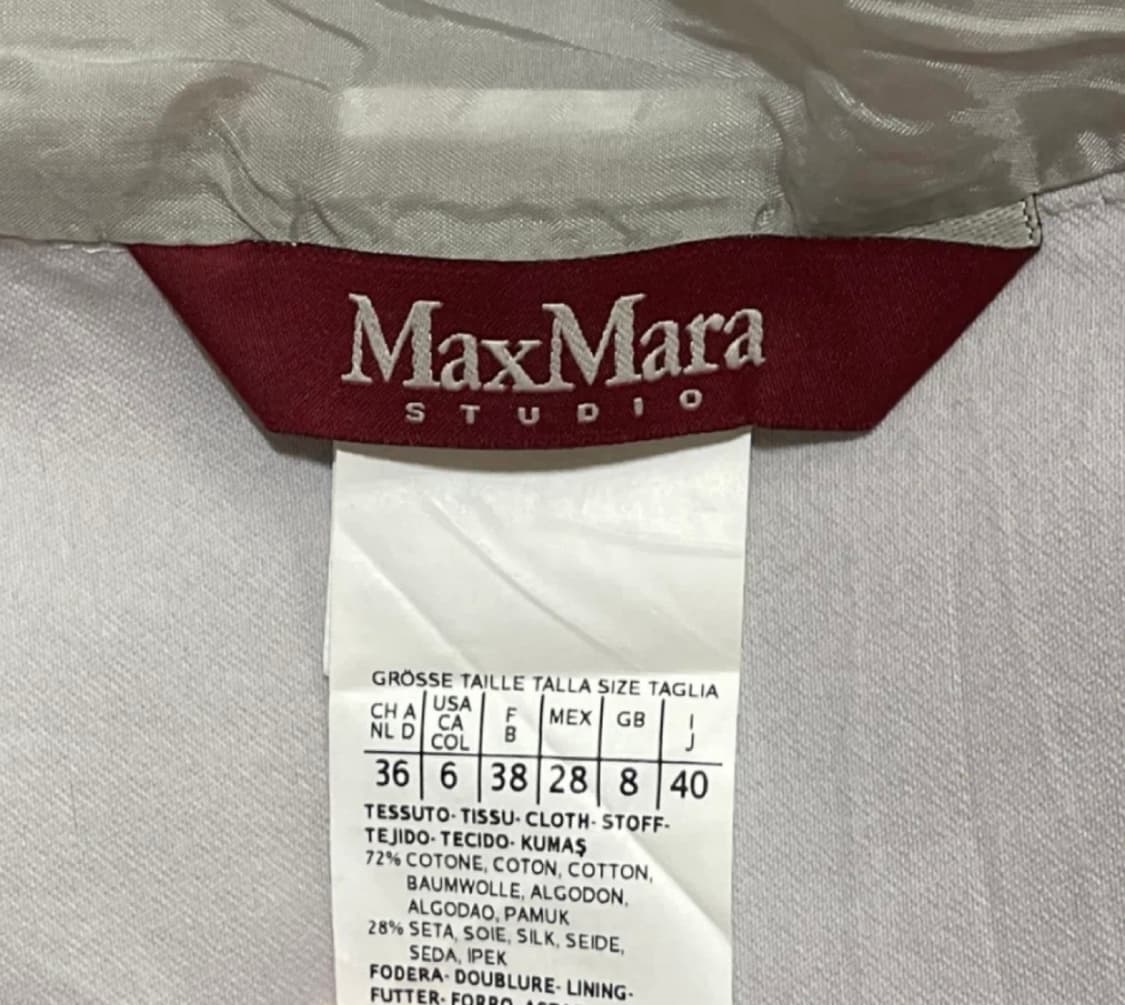 MaxMara
STUDIO
GRÖSSE TAILLE TALLA SIZE TAGLIA
CH A NL D USA CA COL F B MEX GB I J
36 6 38 28 8 40
TESSUTO- TISSU- CLOTH- STOFF-
TEJIDO- TECIDO- KUMAŞ
72% COTONE, COTON, COTTON,
BAUMWOLLE, ALGODON,
ALGODAO, PAMUK
28% SETA, SOIE, SILK, SEIDE,
SEDA, IPEK
FODERA- DOUBLURE- LINING-
FUTTER- FORRO-